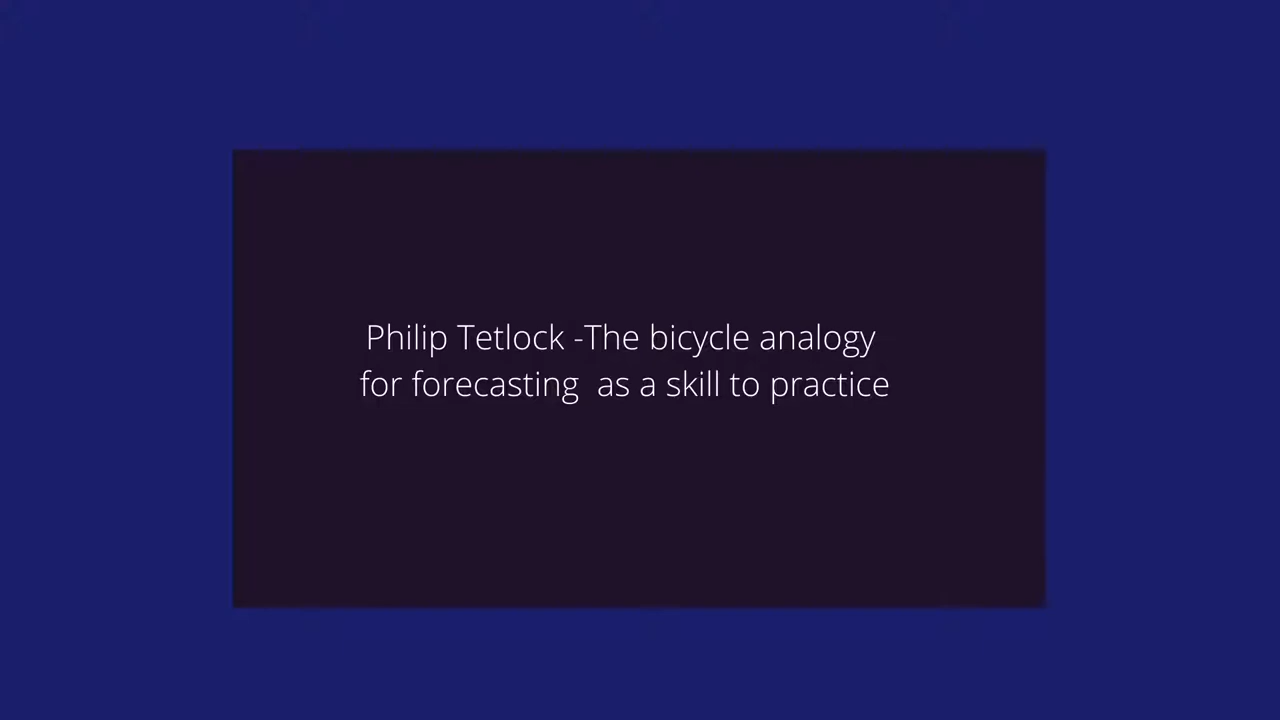 Philip Tetlock -The bicycle analogy
for forecasting  as a skill to practice